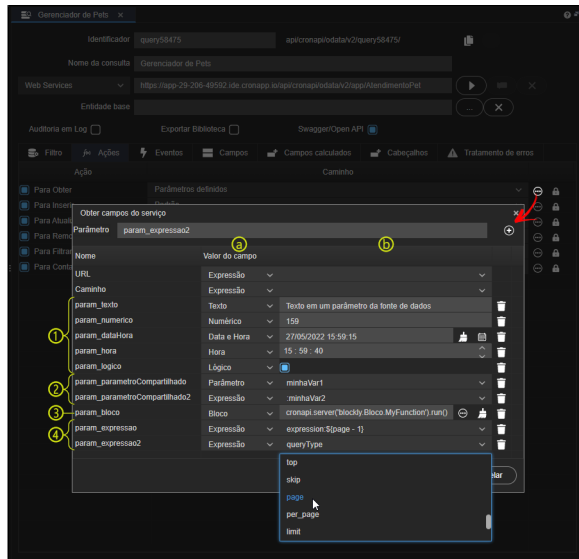 Gerenciador de Pets ×
Identificador query58475 api/cronapi/odata/v2/query58475/
Nome da consulta Gerenciador de Pets
Web Services https://app-29-206-49592.ide.cronapp.io/api/cronapi/odata/v2/app/AtendimentoPet
Entidade base ...
Auditoria em Log Exportar Biblioteca Swagger/Open API
Filtro Ações Eventos Campos Campos calculados Cabeçalhos Tratamento de erros
Ação Caminho
Para Obter Parâmetros definidos
Para Inserir
Para Atuali
Para Remo
Para Filtrar
Para Conta
Obter campos do serviço ×
Parâmetro param_expressao2
a b
Nome Valor do campo
URL Expressão
Caminho Expressão
param_texto Texto Texto em um parâmetro da fonte de dados
param_numerico Numérico 159
1 param_dataHora Data e Hora 27/05/2022 15:59:15
param_hora Hora 15 : 59 : 40
param_logico Lógico
2 param_parametroCompartilhado Parâmetro minhaVar1
param_parametroCompartilhado2 Expressão :minhaVar2
3 param_bloco Bloco cronapi.server('blockly.Bloco.MyFunction').run()
4 param_expressao Expressão expression:${page - 1}
param_expressao2 Expressão queryType
top
skip
elar
page
per_page
limit